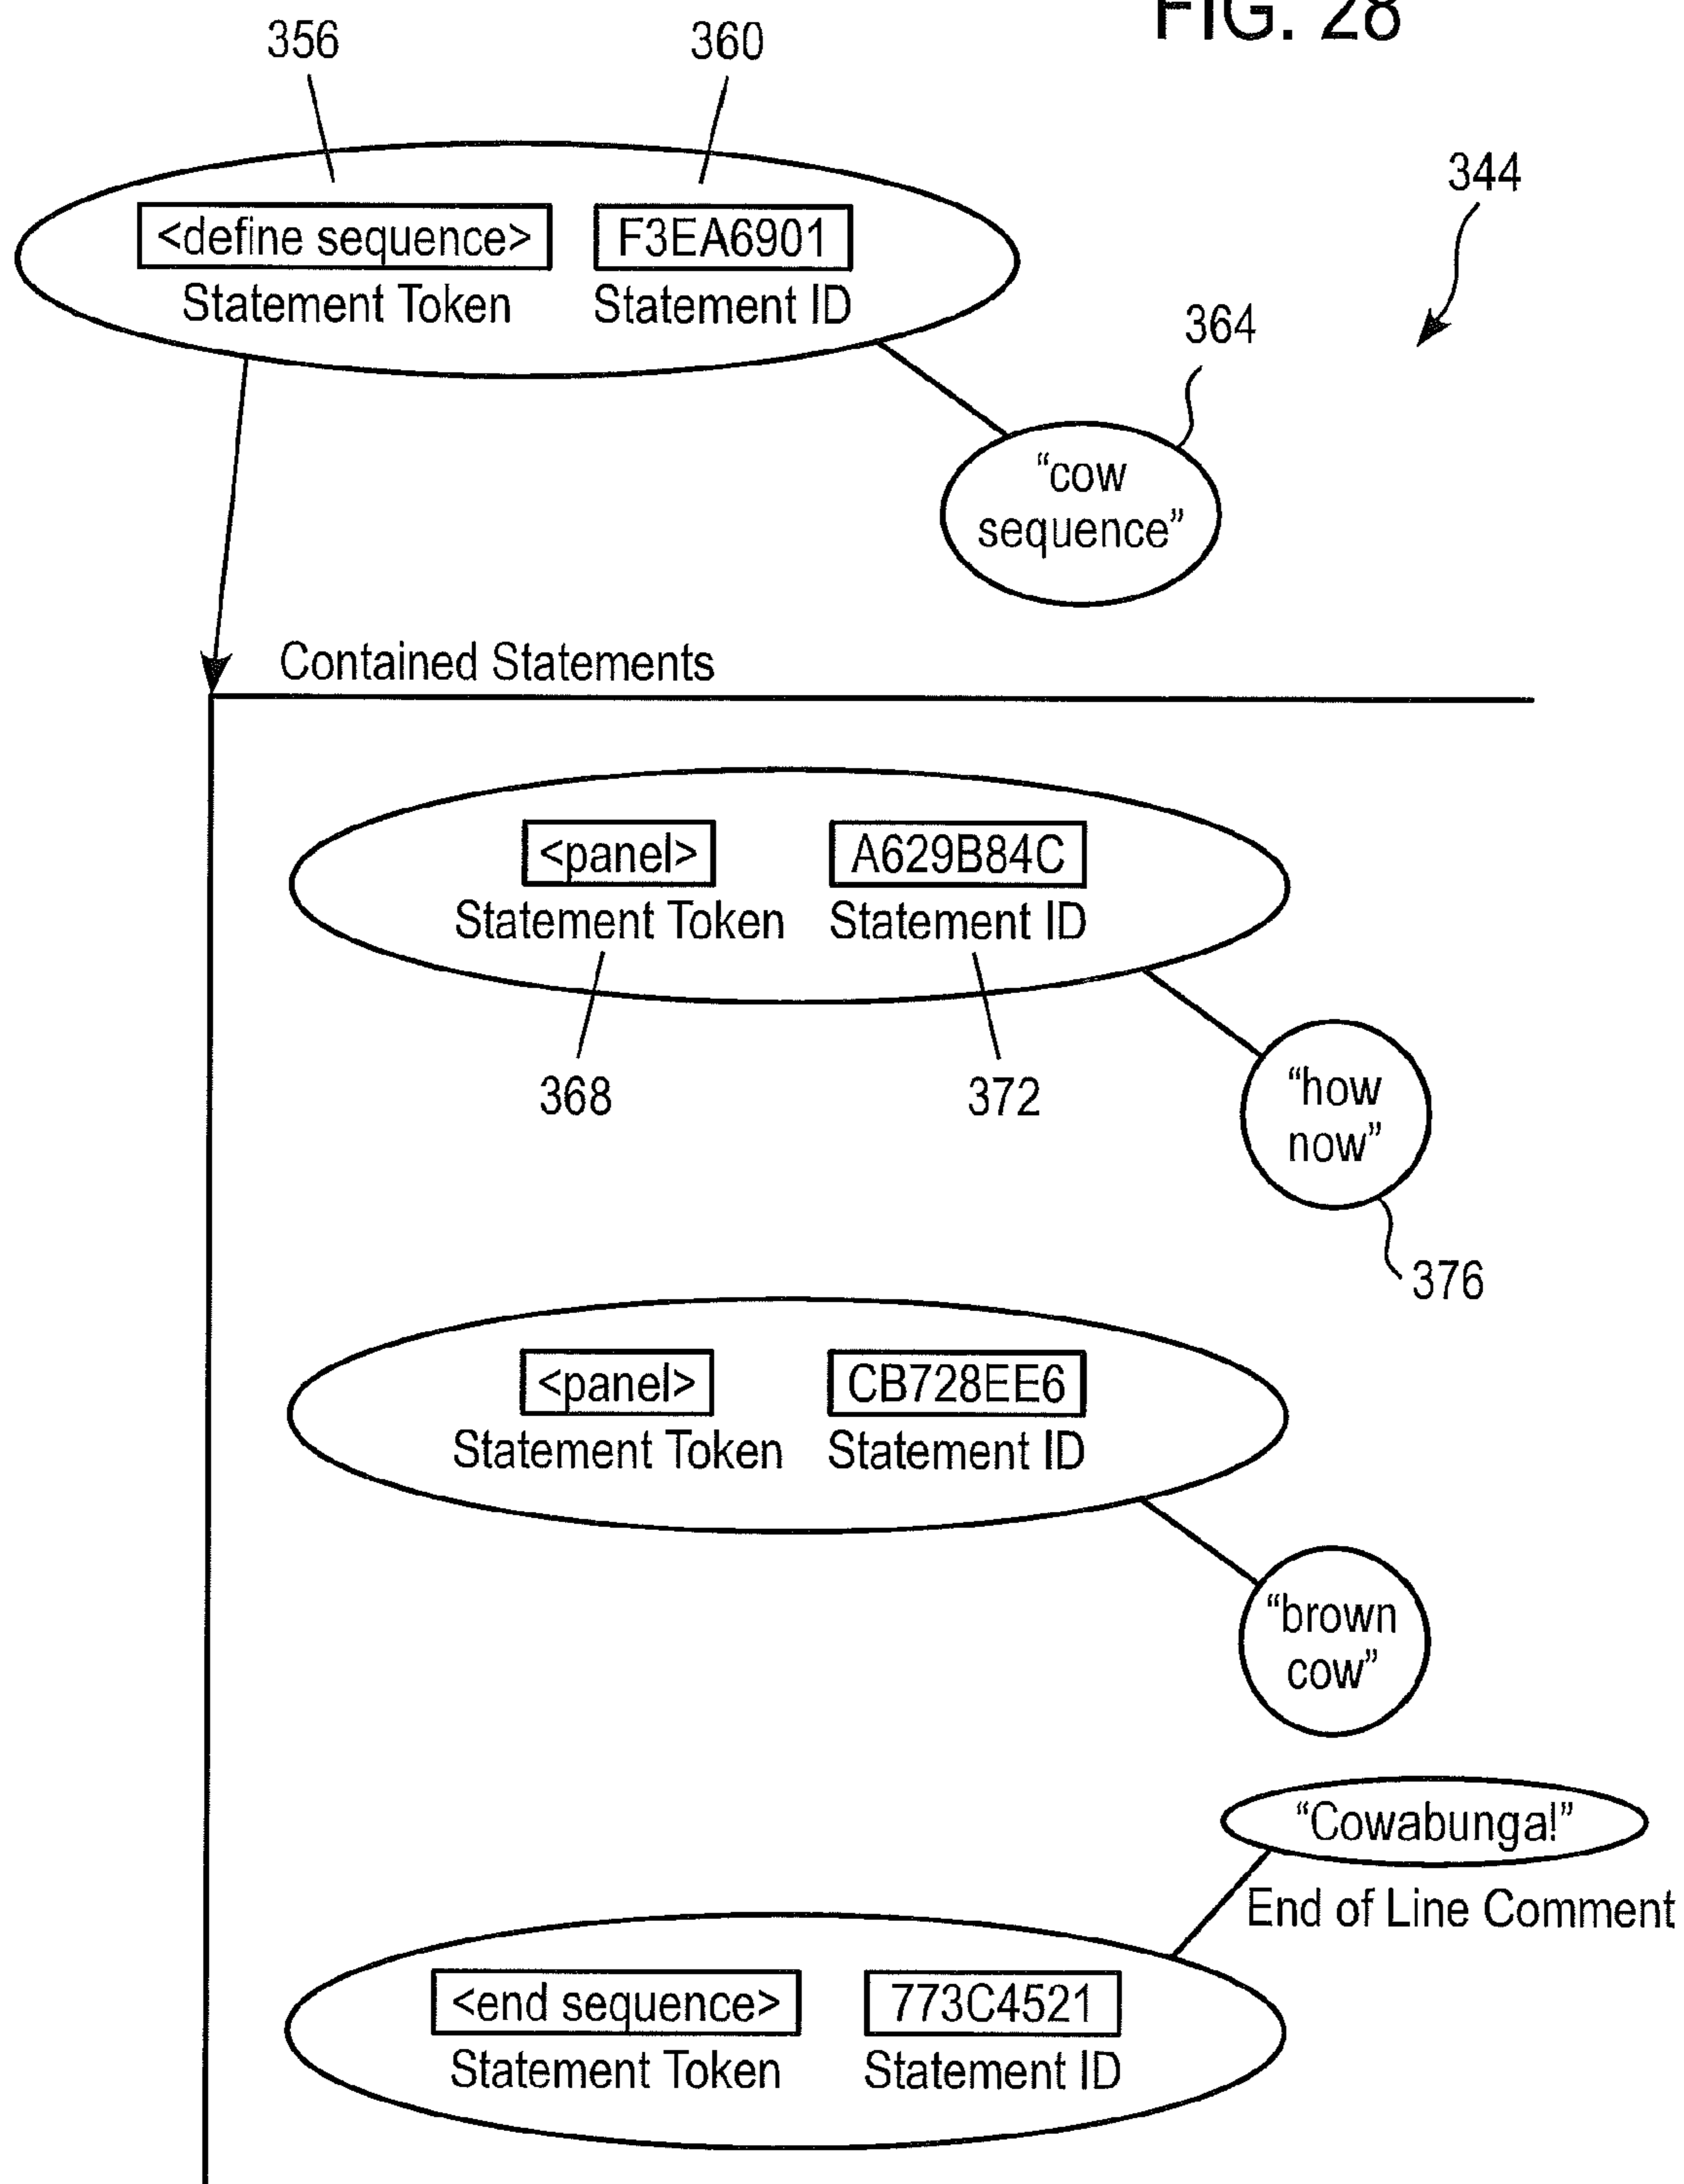 FIG. 28
356
360
344
<define sequence> F3EA6901
Statement Token Statement ID
364
“cow
sequence”
Contained Statements
<panel> A629B84C
Statement Token Statement ID
368
372
“how
now”
376
<panel> CB728EE6
Statement Token Statement ID
“brown
cow”
“Cowabunga!”
End of Line Comment
<end sequence> 773C4521
Statement Token Statement ID